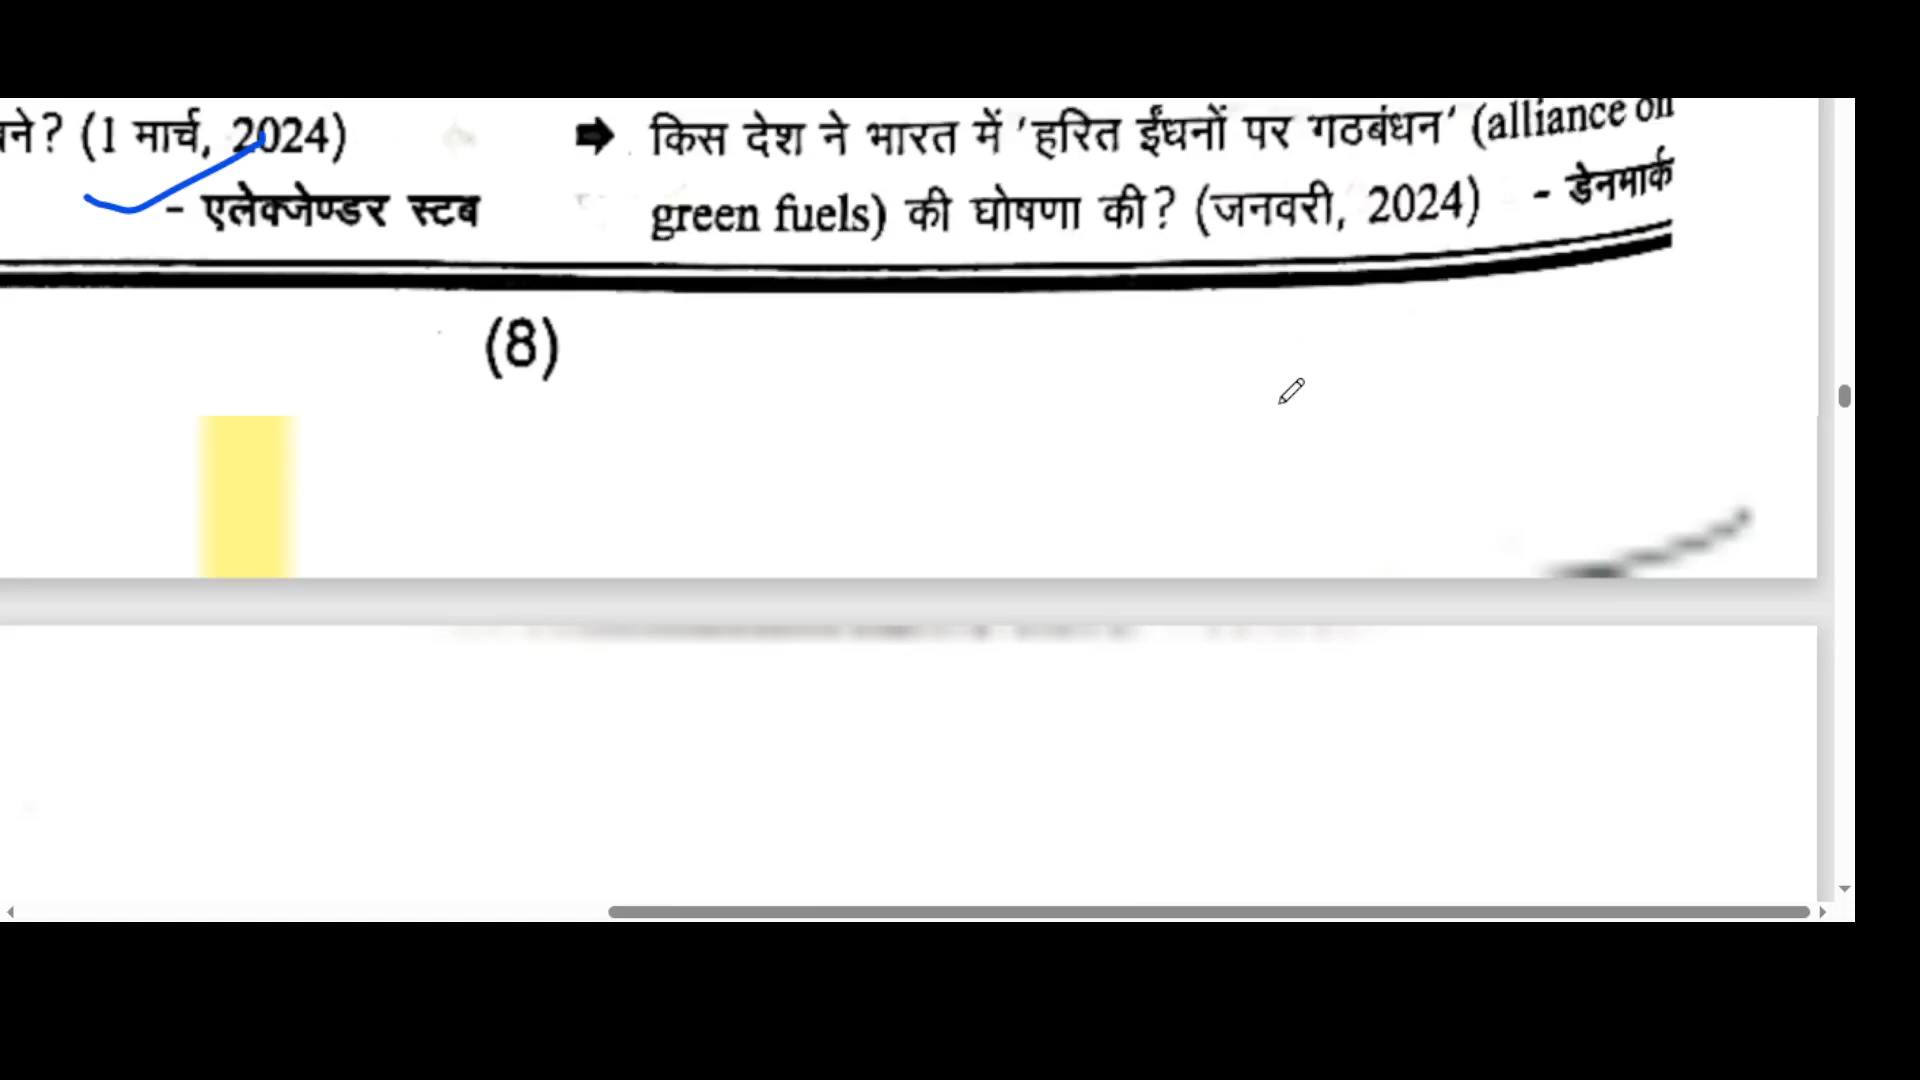 बने? (1 मार्च, 2024)
- एलेक्जेण्डर स्टब
किस देश ने भारत में 'हरित ईंधनों पर गठबंधन' (alliance on
green fuels) की घोषणा की? (जनवरी, 2024) - डेनमार्क
(8)